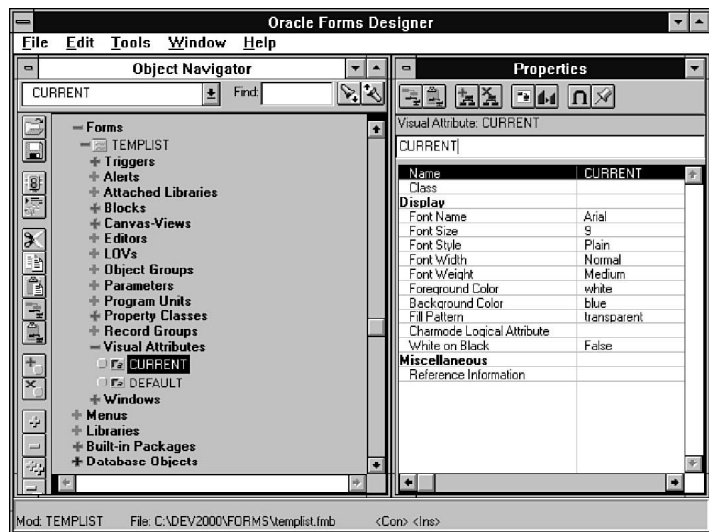 Oracle Forms Designer
File Edit Tools Window Help
Object Navigator
CURRENT Find:
Forms
TEMPLIST
Triggers
Alerts
Attached Libraries
Blocks
Canvas-Views
Editors
LOVs
Object Groups
Parameters
Program Units
Property Classes
Record Groups
Visual Attributes
CURRENT
DEFAULT
Windows
Menus
Libraries
Built-in Packages
Database Objects
Properties
Visual Attribute: CURRENT
CURRENT
Name CURRENT
Class
Display
Font Name Arial
Font Size 9
Font Style Plain
Font Width Normal
Font Weight Medium
Foreground Color white
Background Color blue
Fill Pattern transparent
Charmode Logical Attribute
White on Black False
Miscellaneous
Reference Information
Mod: TEMPLIST File: C:\DEV2000\FORMS\templist.fmb <Con> <Ins>